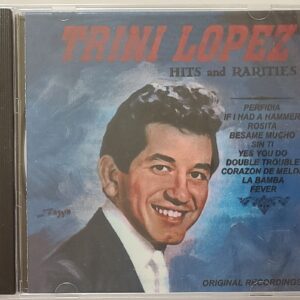 TRINI LOPEZ
HITS and RARITIES
PERFIDIA
IF I HAD A HAMMER
ROSITA
BESAME MUCHO
SIN TI
YES YOU DO
DOUBLE TROUBLE
CORAZON DE MELON
LA BAMBA
FEVER
ORIGINAL RECORDINGS